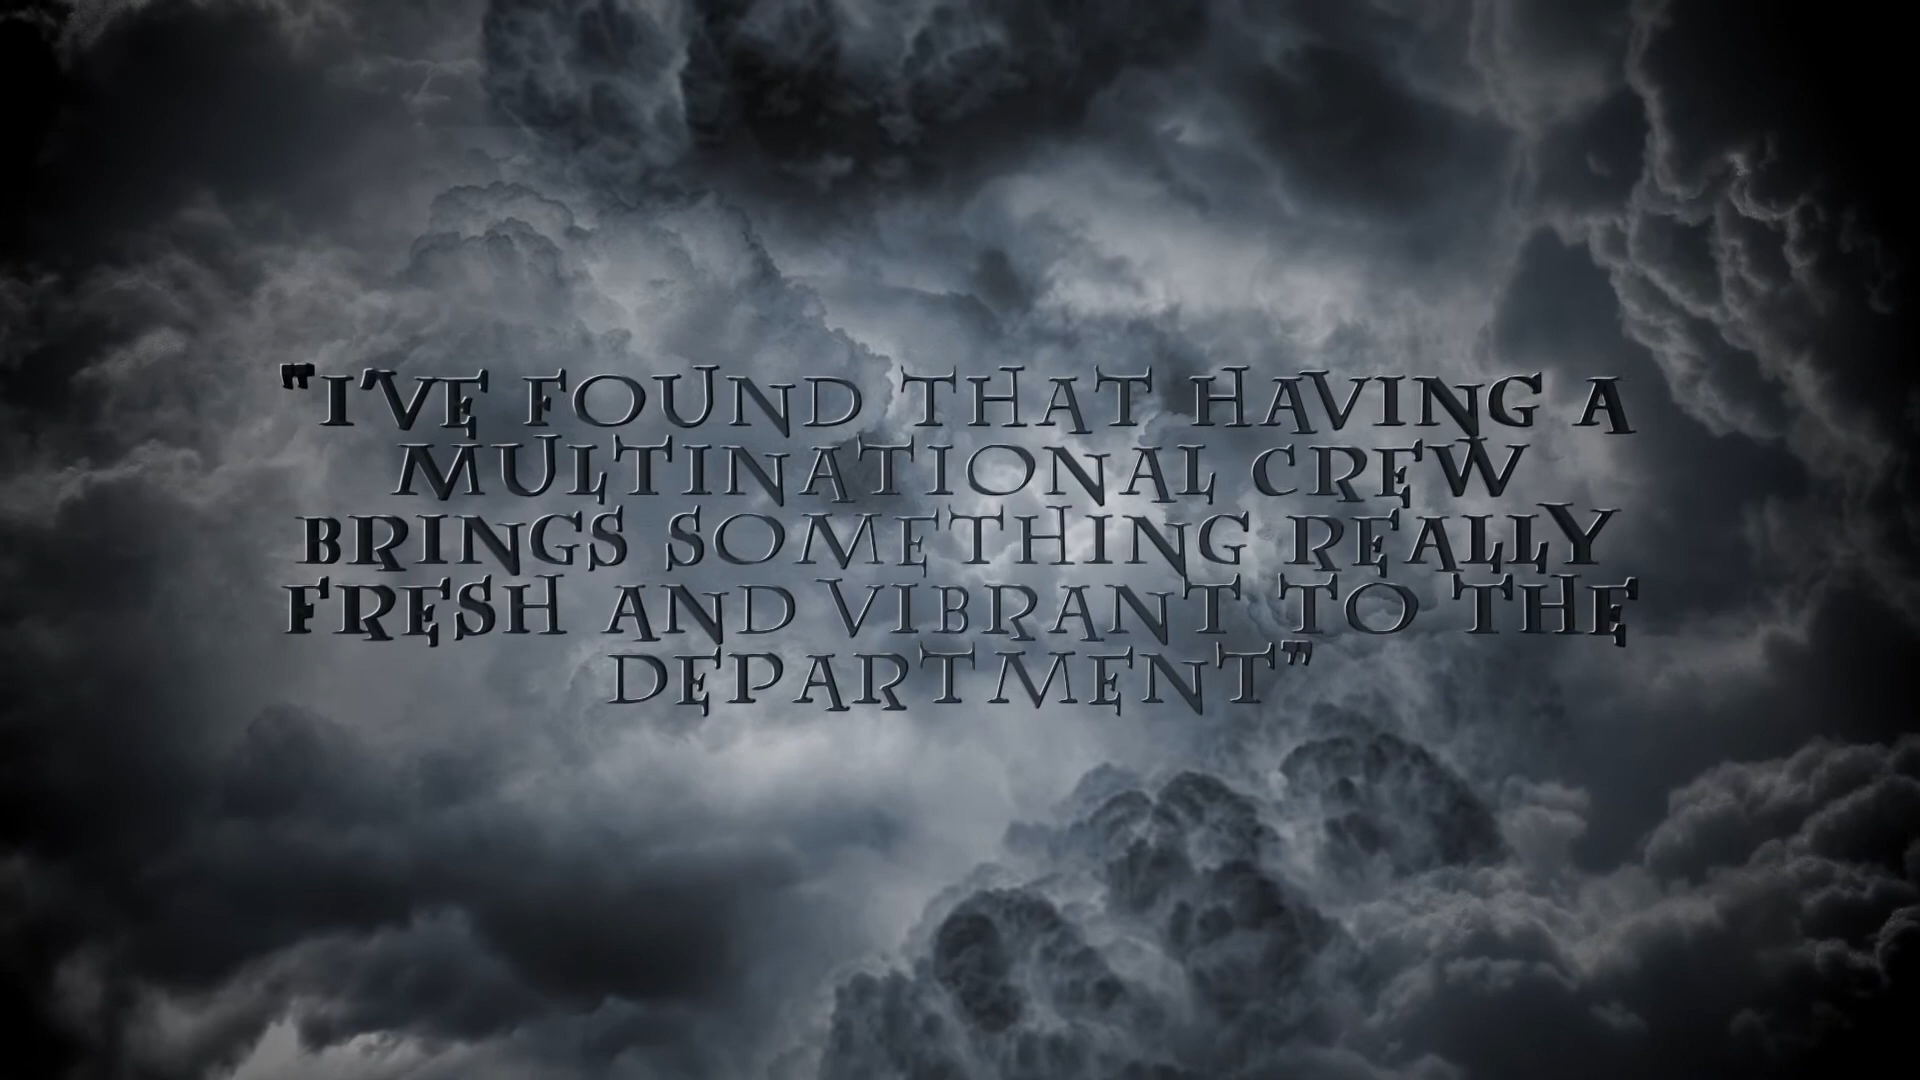 "I'VE FOUND THAT HAVING A
MULTINATIONAL CREW
BRINGS SOMETHING REALLY
FRESH AND VIBRANT TO THE
DEPARTMENT"